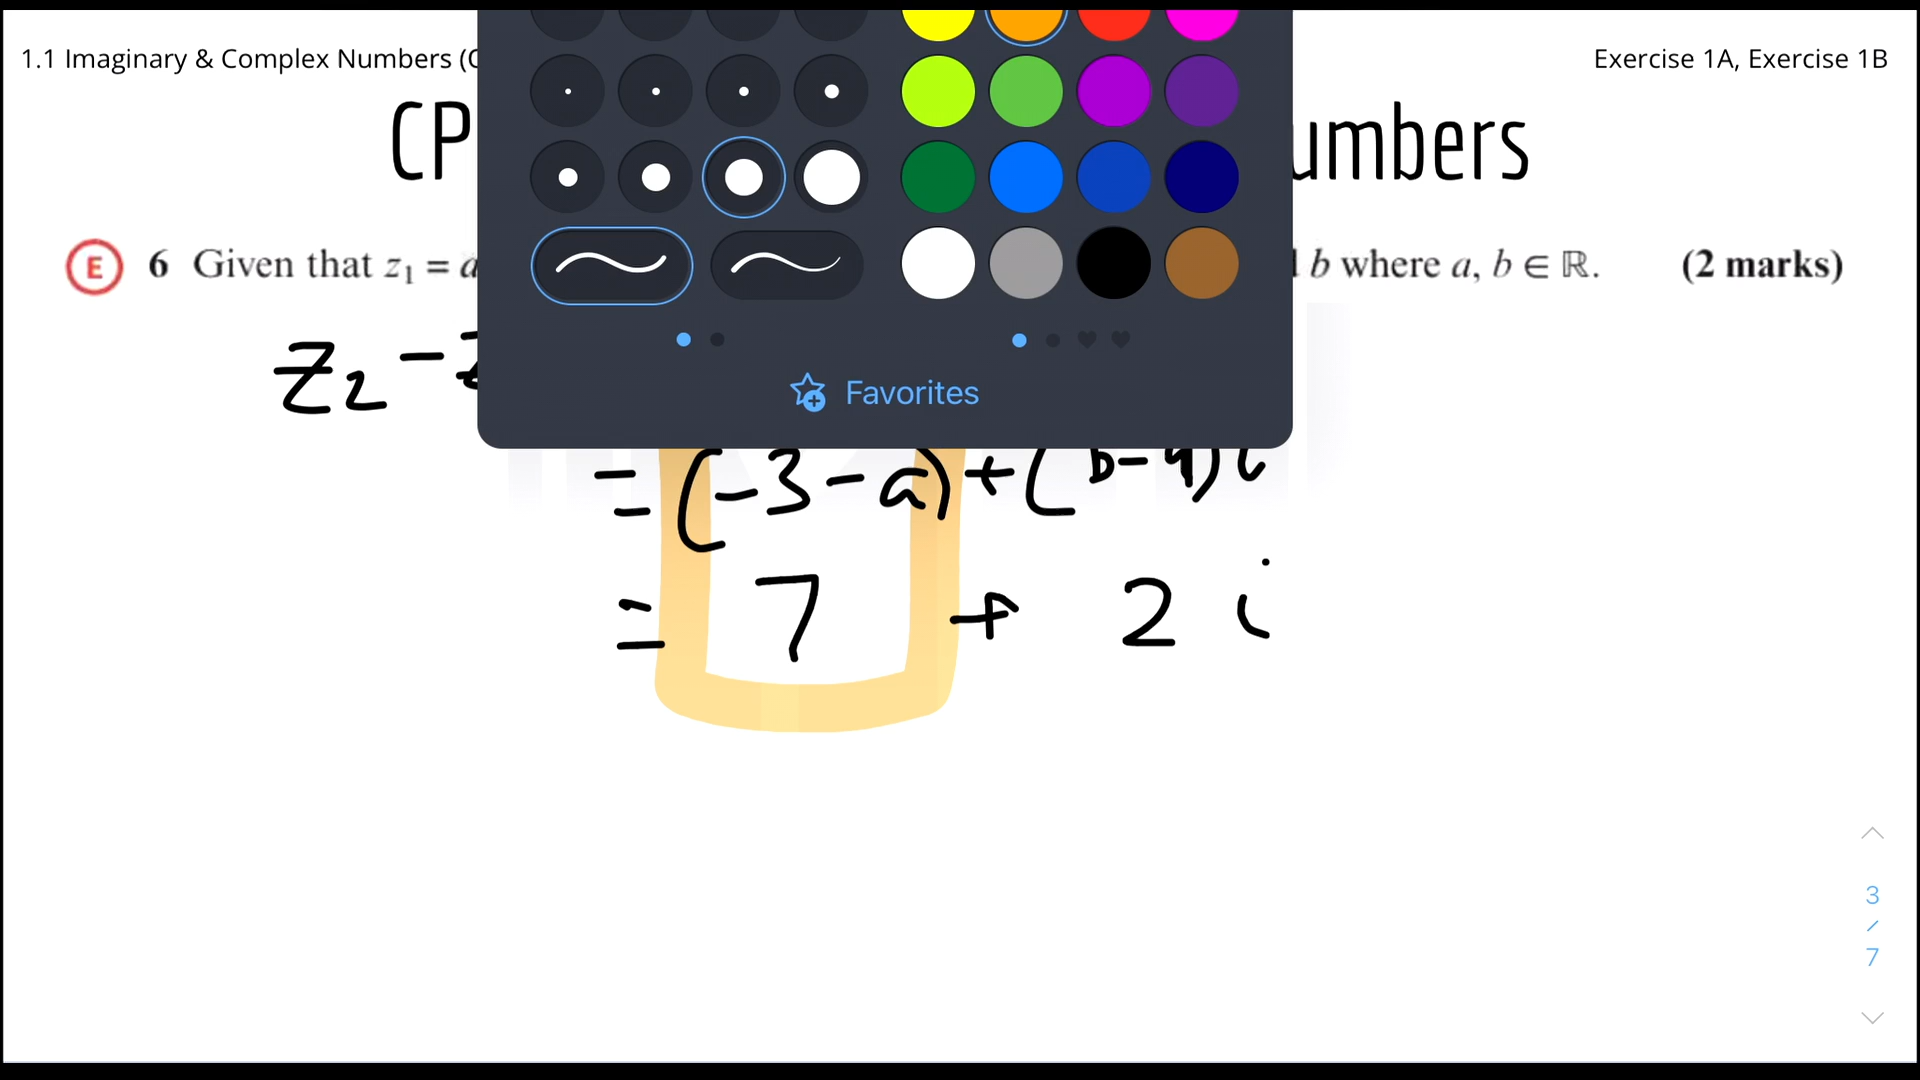 1.1 Imaginary & Complex Numbers (
Exercise 1A, Exercise 1B
CP umbers
E 6 Given that z₁ = a b where a, b ∈ ℝ. (2 marks)
z₂ −
Favorites
= (−3 − a) + (b − 9)i
= 7 + 2 i
3
/
7